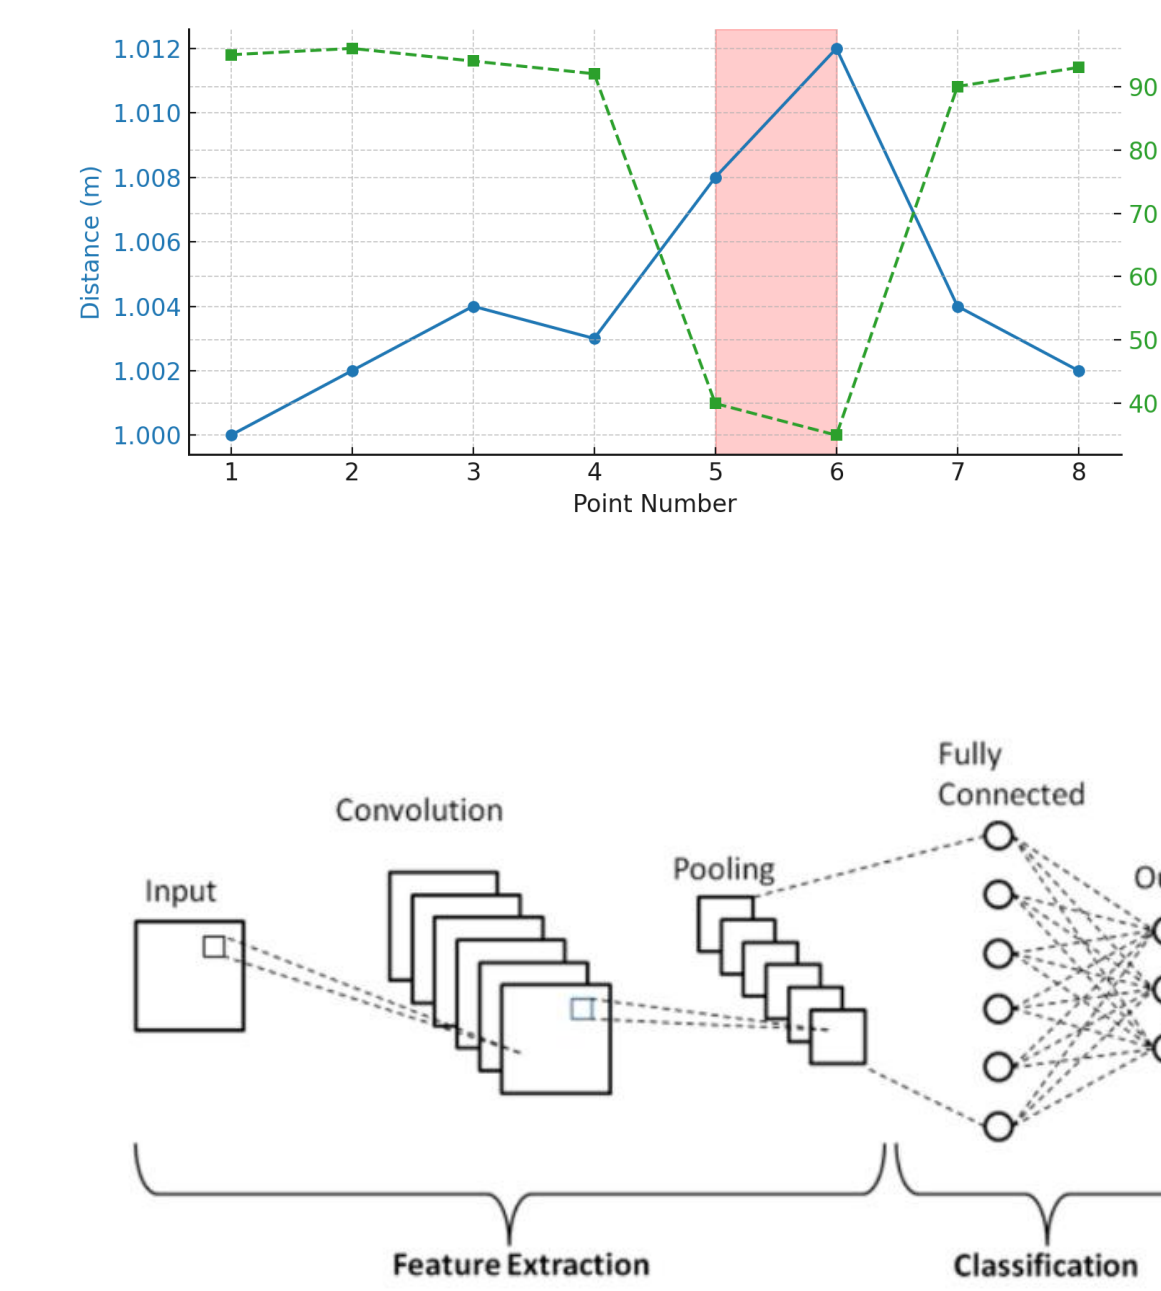 1.012
1.010
1.008
1.006
1.004
1.002
1.000
Distance (m)
90
80
70
60
50
40
1 2 3 4 5 6 7 8
Point Number
Fully
Connected
Convolution
Pooling
Input
Feature Extraction
Classification